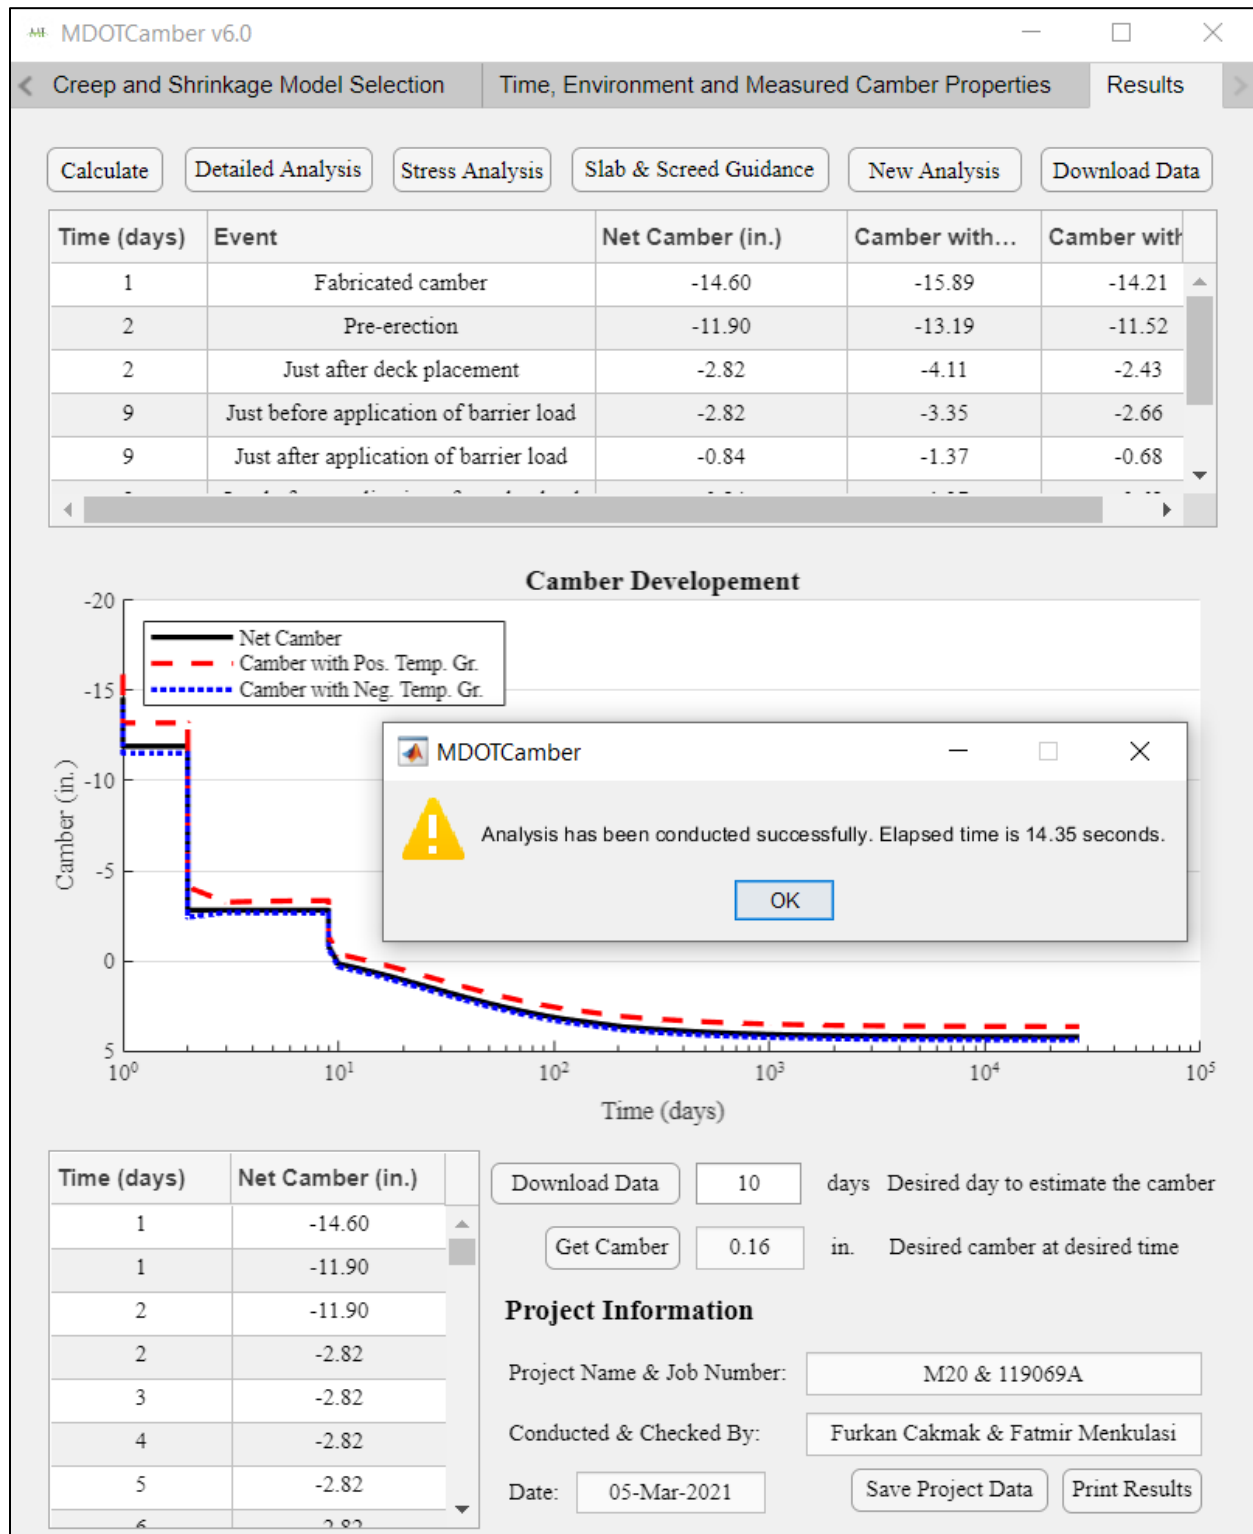 MDOTCamber v6.0
Creep and Shrinkage Model Selection Time, Environment and Measured Camber Properties Results
Calculate Detailed Analysis Stress Analysis Slab & Screed Guidance New Analysis Download Data
Time (days) Event Net Camber (in.) Camber with... Camber with
1 Fabricated camber -14.60 -15.89 -14.21
2 Pre-erection -11.90 -13.19 -11.52
2 Just after deck placement -2.82 -4.11 -2.43
9 Just before application of barrier load -2.82 -3.35 -2.66
9 Just after application of barrier load -0.84 -1.37 -0.68
Camber Developement
-20
Net Camber
Camber with Pos. Temp. Gr.
-15
Camber with Neg. Temp. Gr.
MDOTCamber
-10
Analysis has been conducted successfully. Elapsed time is 14.35 seconds.
Camber (in.)
-5
OK
0
5
10⁰ 10¹ 10² 10³ 10⁴ 10⁵
Time (days)
Time (days) Net Camber (in.)
1 -14.60
1 -11.90
2 -11.90
2 -2.82
3 -2.82
4 -2.82
5 -2.82
6 -2.82
Download Data 10 days Desired day to estimate the camber
Get Camber 0.16 in. Desired camber at desired time
Project Information
Project Name & Job Number: M20 & 119069A
Conducted & Checked By: Furkan Cakmak & Fatmir Menkulasi
Date: 05-Mar-2021 Save Project Data Print Results